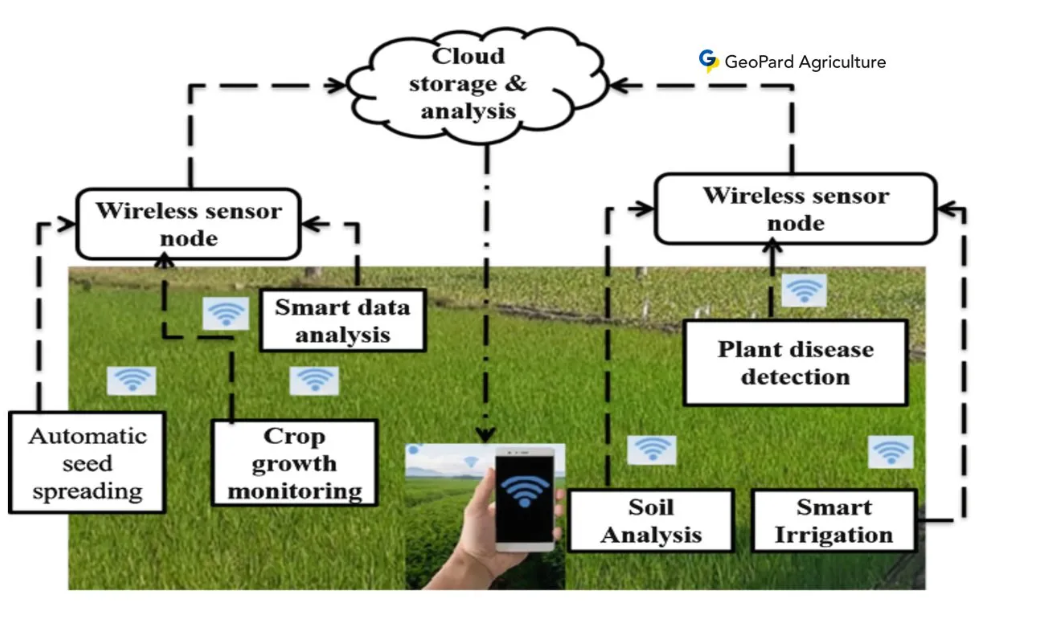 Cloud
storage &
analysis
GeoPard Agriculture
Wireless sensor
node
Wireless sensor
node
Smart data
analysis
Plant disease
detection
Automatic
seed
spreading
Crop
growth
monitoring
Soil
Analysis
Smart
Irrigation